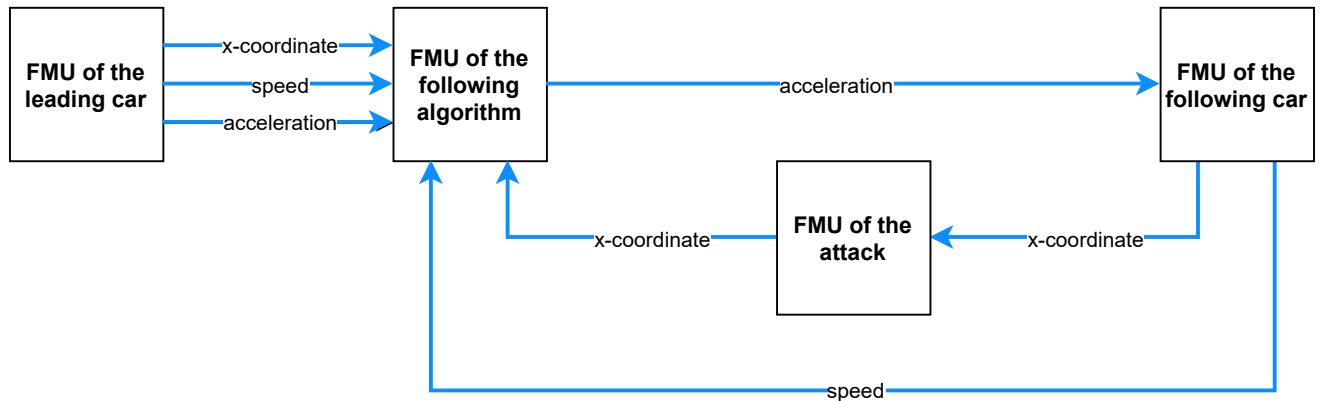 FMU of the
leading car
x-coordinate
speed
acceleration
FMU of the
following
algorithm
acceleration
FMU of the
following car
x-coordinate
FMU of the
attack
x-coordinate
speed